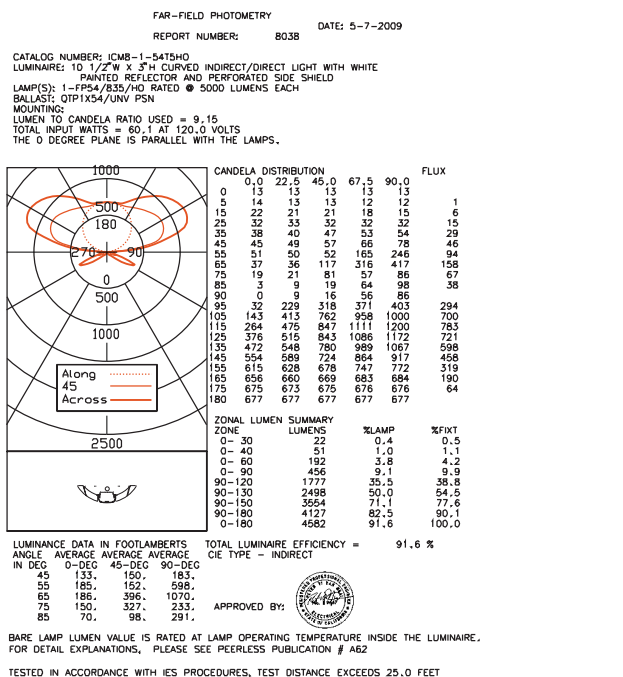 FAR-FIELD PHOTOMETRY
DATE: 5-7-2009
REPORT NUMBER: 8038
CATALOG NUMBER: ICM8-1-54T5HO
LUMINAIRE: 10 1/2"W X 3"H CURVED INDIRECT/DIRECT LIGHT WITH WHITE
PAINTED REFLECTOR AND PERFORATED SIDE SHIELD
LAMP(S): 1-FP54/835/HO RATED @ 5000 LUMENS EACH
BALLAST: QTP1X54/UNV PSN
MOUNTING:
LUMEN TO CANDELA RATIO USED = 9.15
TOTAL INPUT WATTS = 60.1 AT 120.0 VOLTS
THE 0 DEGREE PLANE IS PARALLEL WITH THE LAMPS.
1000
500
180
270 90
0
500
1000
Along
45
Across
2500
CANDELA DISTRIBUTION FLUX
0.0 22.5 45.0 67.5 90.0
0 13 13 13 13 13
5 14 13 13 12 12 1
15 22 21 21 18 15 6
25 32 33 32 32 32 15
35 38 40 47 53 54 29
45 45 49 57 66 78 46
55 51 50 52 165 246 94
65 37 36 117 316 417 158
75 19 21 81 57 86 67
85 3 9 19 64 98 38
90 0 9 16 56 86
95 32 229 318 371 403 294
105 143 413 762 958 1000 700
115 264 475 847 1111 1200 783
125 376 515 843 1086 1172 721
135 472 548 780 989 1067 598
145 554 589 724 864 917 458
155 615 628 678 747 772 319
165 656 660 669 683 684 190
175 675 673 675 676 676 64
180 677 677 677 677 677
ZONAL LUMEN SUMMARY
ZONE LUMENS %LAMP %FIXT
0- 30 22 0.4 0.5
0- 40 51 1.0 1.1
0- 60 192 3.8 4.2
0- 90 456 9.1 9.9
90-120 1777 35.5 38.8
90-130 2498 50.0 54.5
90-150 3554 71.1 77.6
90-180 4127 82.5 90.1
0-180 4582 91.6 100.0
LUMINANCE DATA IN FOOTLAMBERTS
ANGLE AVERAGE AVERAGE AVERAGE
IN DEG 0-DEG 45-DEG 90-DEG
45 133. 150. 183.
55 185. 152. 598.
65 186. 396. 1070.
75 150. 327. 233.
85 70. 98. 291.
TOTAL LUMINAIRE EFFICIENCY = 91.6 %
CIE TYPE - INDIRECT
APPROVED BY:
ELECTRICAL
STATE OF CALIFORNIA
BARE LAMP LUMEN VALUE IS RATED AT LAMP OPERATING TEMPERATURE INSIDE THE LUMINAIRE.
FOR DETAIL EXPLANATIONS, PLEASE SEE PEERLESS PUBLICATION # A62
TESTED IN ACCORDANCE WITH IES PROCEDURES. TEST DISTANCE EXCEEDS 25.0 FEET